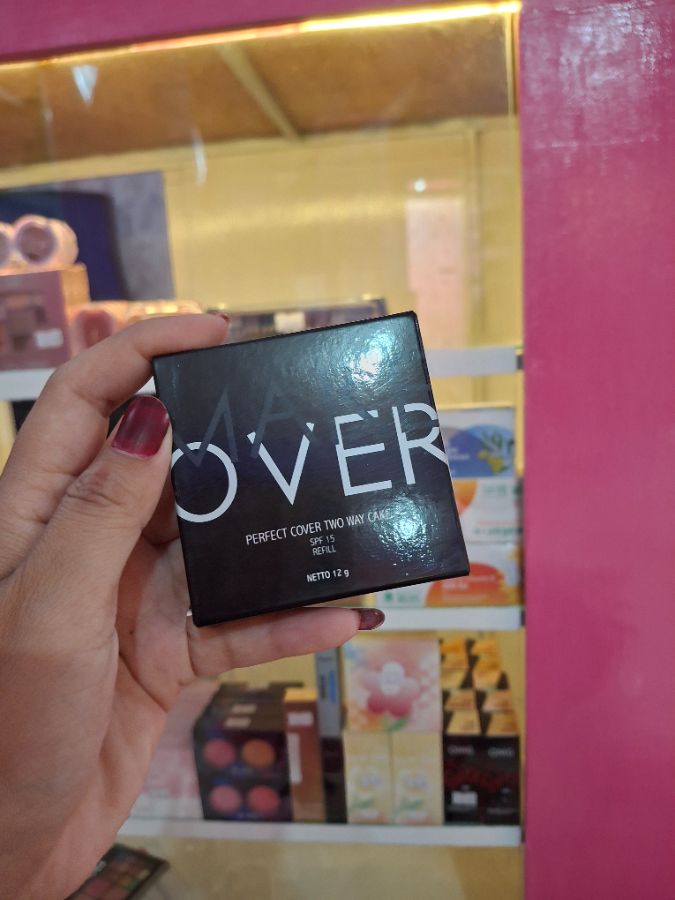 MAKE
OVER
PERFECT COVER TWO WAY CAKE
SPF 15
REFILL
NETTO 12 g